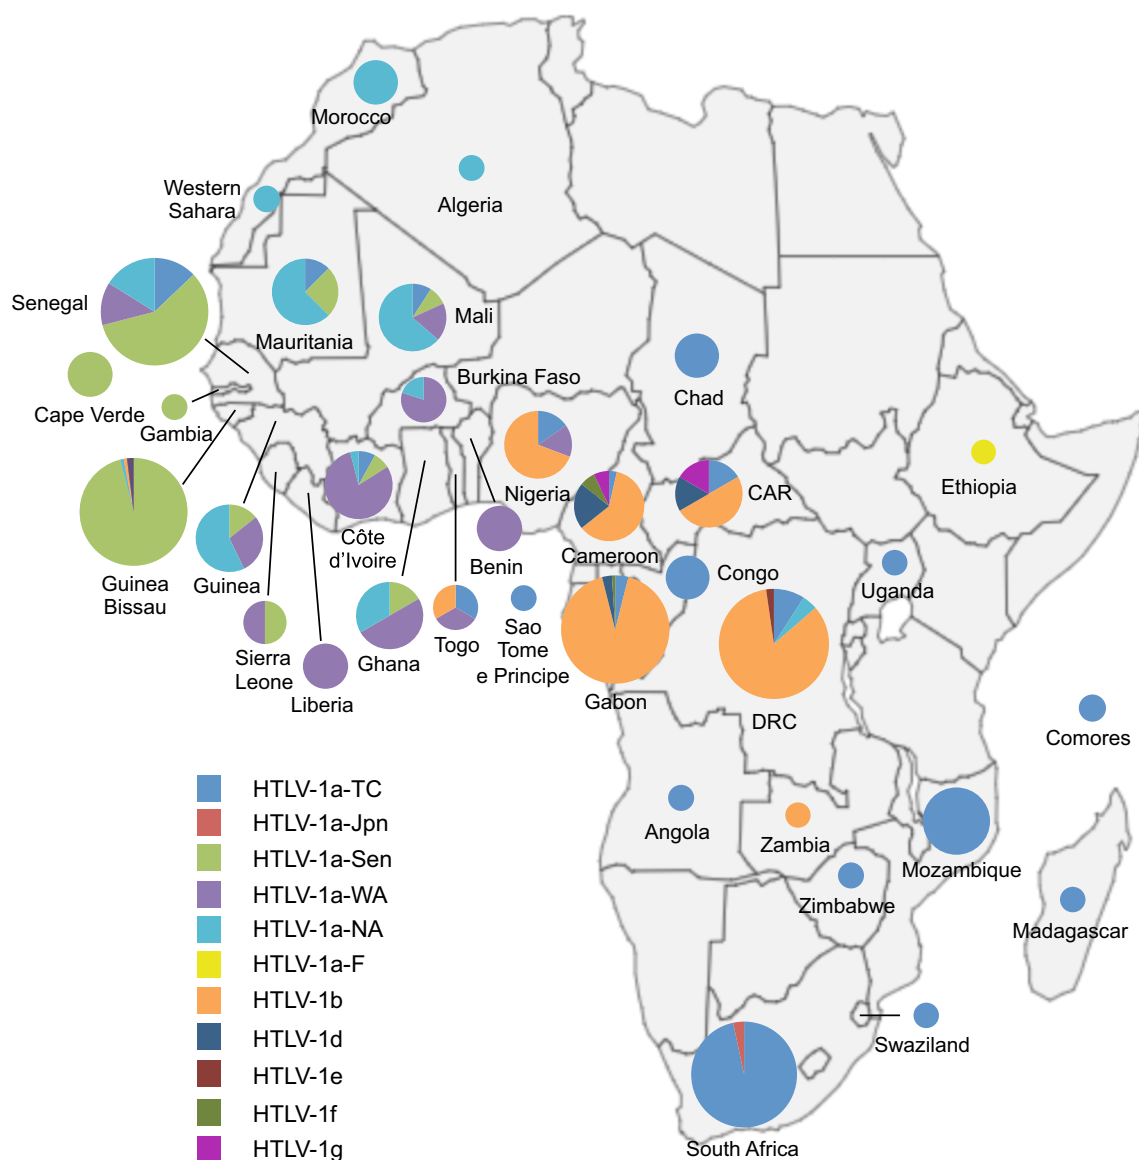 Morocco
Western
Sahara
Algeria
Senegal
Mauritania
Mali
Cape Verde
Gambia
Burkina Faso
Chad
Nigeria
Ethiopia
CAR
Côte
d’Ivoire
Cameroon
Benin
Guinea
Bissau
Guinea
Congo
Uganda
Sierra
Leone
Liberia
Ghana
Togo
Sao
Tome
e Principe
Gabon
DRC
Comores
Angola
Zambia
Mozambique
Zimbabwe
Madagascar
Swaziland
South Africa
HTLV-1a-TC
HTLV-1a-Jpn
HTLV-1a-Sen
HTLV-1a-WA
HTLV-1a-NA
HTLV-1a-F
HTLV-1b
HTLV-1d
HTLV-1e
HTLV-1f
HTLV-1g